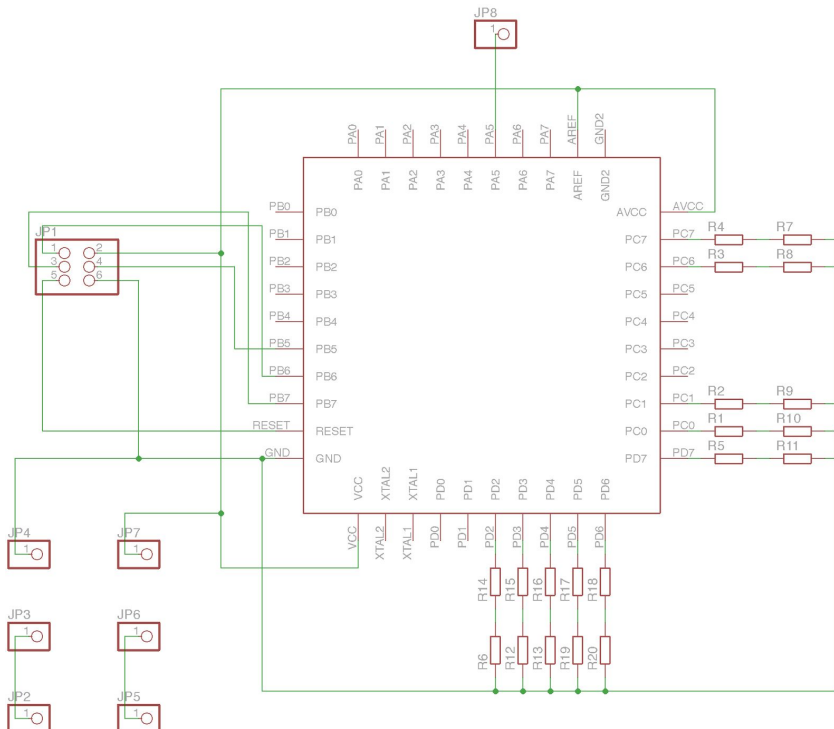 JP8
1
PA0 PA1 PA2 PA3 PA4 PA5 PA6 PA7 AREF GND2
PA0 PA1 PA2 PA3 PA4 PA5 PA6 PA7 AREF GND2
PB0 PB0 AVCC AVCC
JP1 PB1 PB1 PC7 PC7 R4 R7
1 2
3 4 PB2 PB2 PC6 PC6 R3 R8
5 6 PB3 PB3 PC5 PC5
PB4 PB4 PC4 PC4
PB5 PB5 PC3 PC3
PB6 PB6 PC2 PC2
PB7 PB7 PC1 PC1 R2 R9
RESET RESET PC0 PC0 R1 R10
GND GND PD7 PD7 R5 R11
VCC XTAL2 XTAL1 PD0 PD1 PD2 PD3 PD4 PD5 PD6
VCC XTAL2 XTAL1 PD0 PD1 PD2 PD3 PD4 PD5 PD6
JP4 JP7
1 1
R14 R15 R16 R17 R18
JP3 JP6
1 1
R6 R12 R13 R19 R20
JP2 JP5
1 1